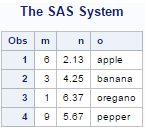 The SAS System
Obs m n o
1 6 2.13 apple
2 3 4.25 banana
3 1 6.37 oregano
4 9 5.67 pepper